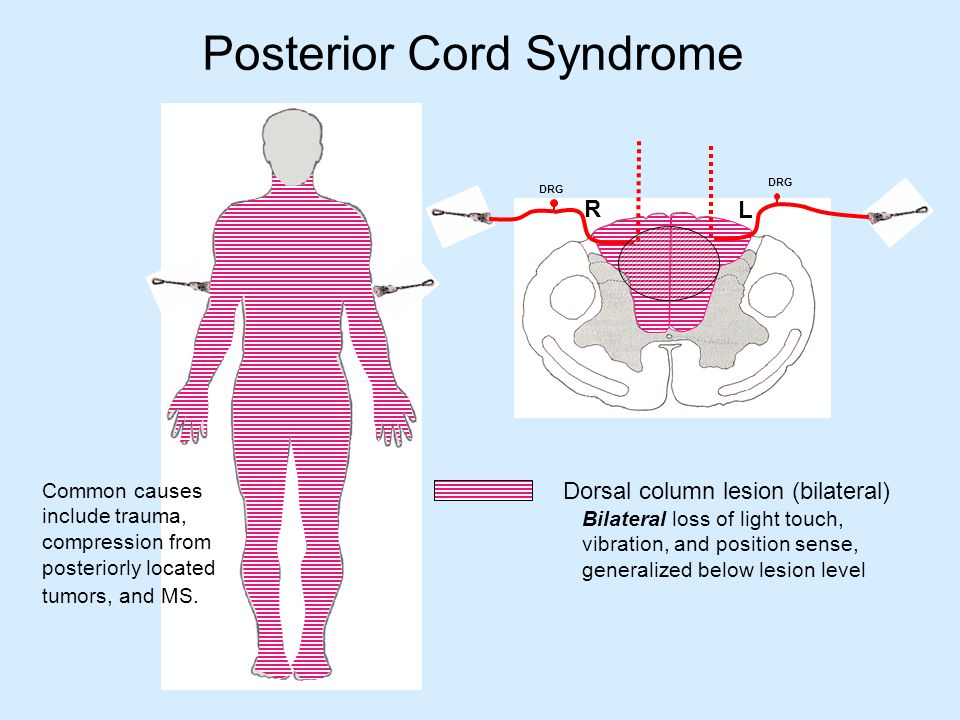 Posterior Cord Syndrome
DRG
DRG
R
L
Common causes
include trauma,
compression from
posteriorly located
tumors, and MS.
Dorsal column lesion (bilateral)
Bilateral loss of light touch,
vibration, and position sense,
generalized below lesion level